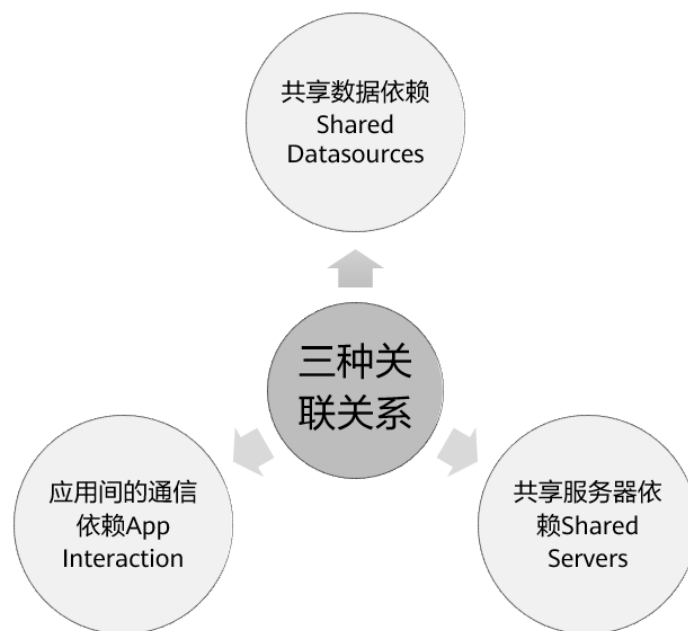 共享数据依赖
Shared
Datasources
三种关
联关系
应用间的通信
依赖App
Interaction
共享服务器依
赖Shared
Servers